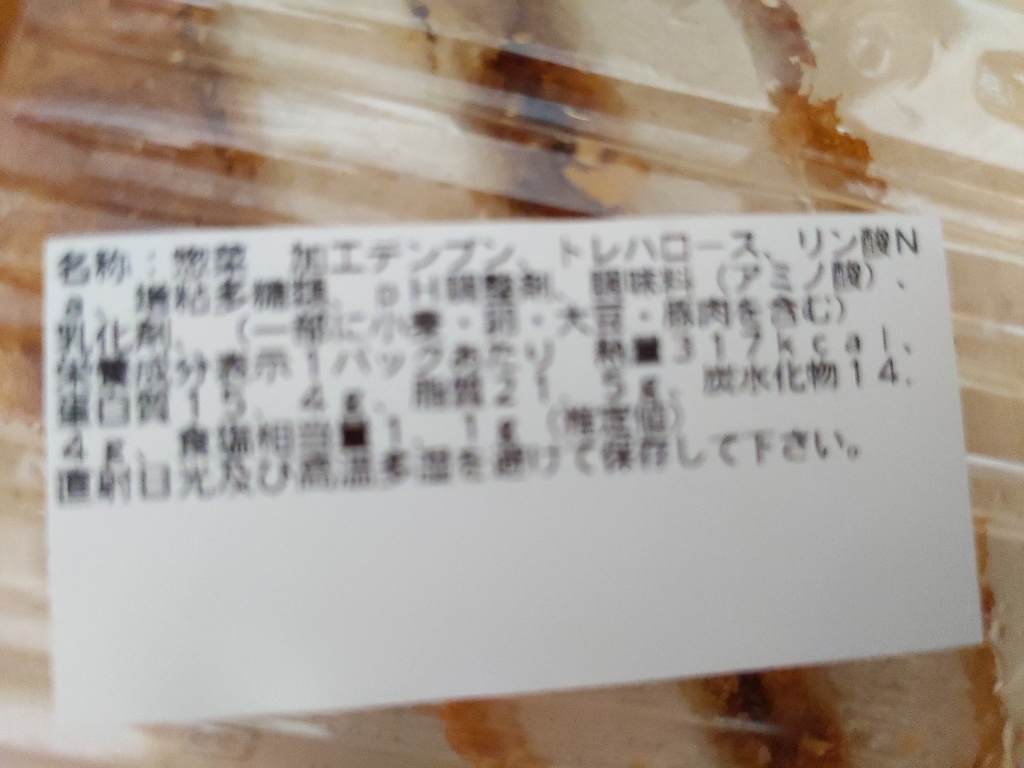 名称：惣菜 加工デンプン、トレハロース、リン酸N
a、増粘多糖類、pH調整剤、調味料（アミノ酸）、
乳化剤、（一部に小麦・卵・大豆・豚肉を含む）
栄養成分表示1パックあたり 熱量317kcal、
蛋白質15．4g、脂質21．5g、炭水化物14．
4g、食塩相当量1．1g（推定値）
直射日光及び高温多湿を避けて保存して下さい。